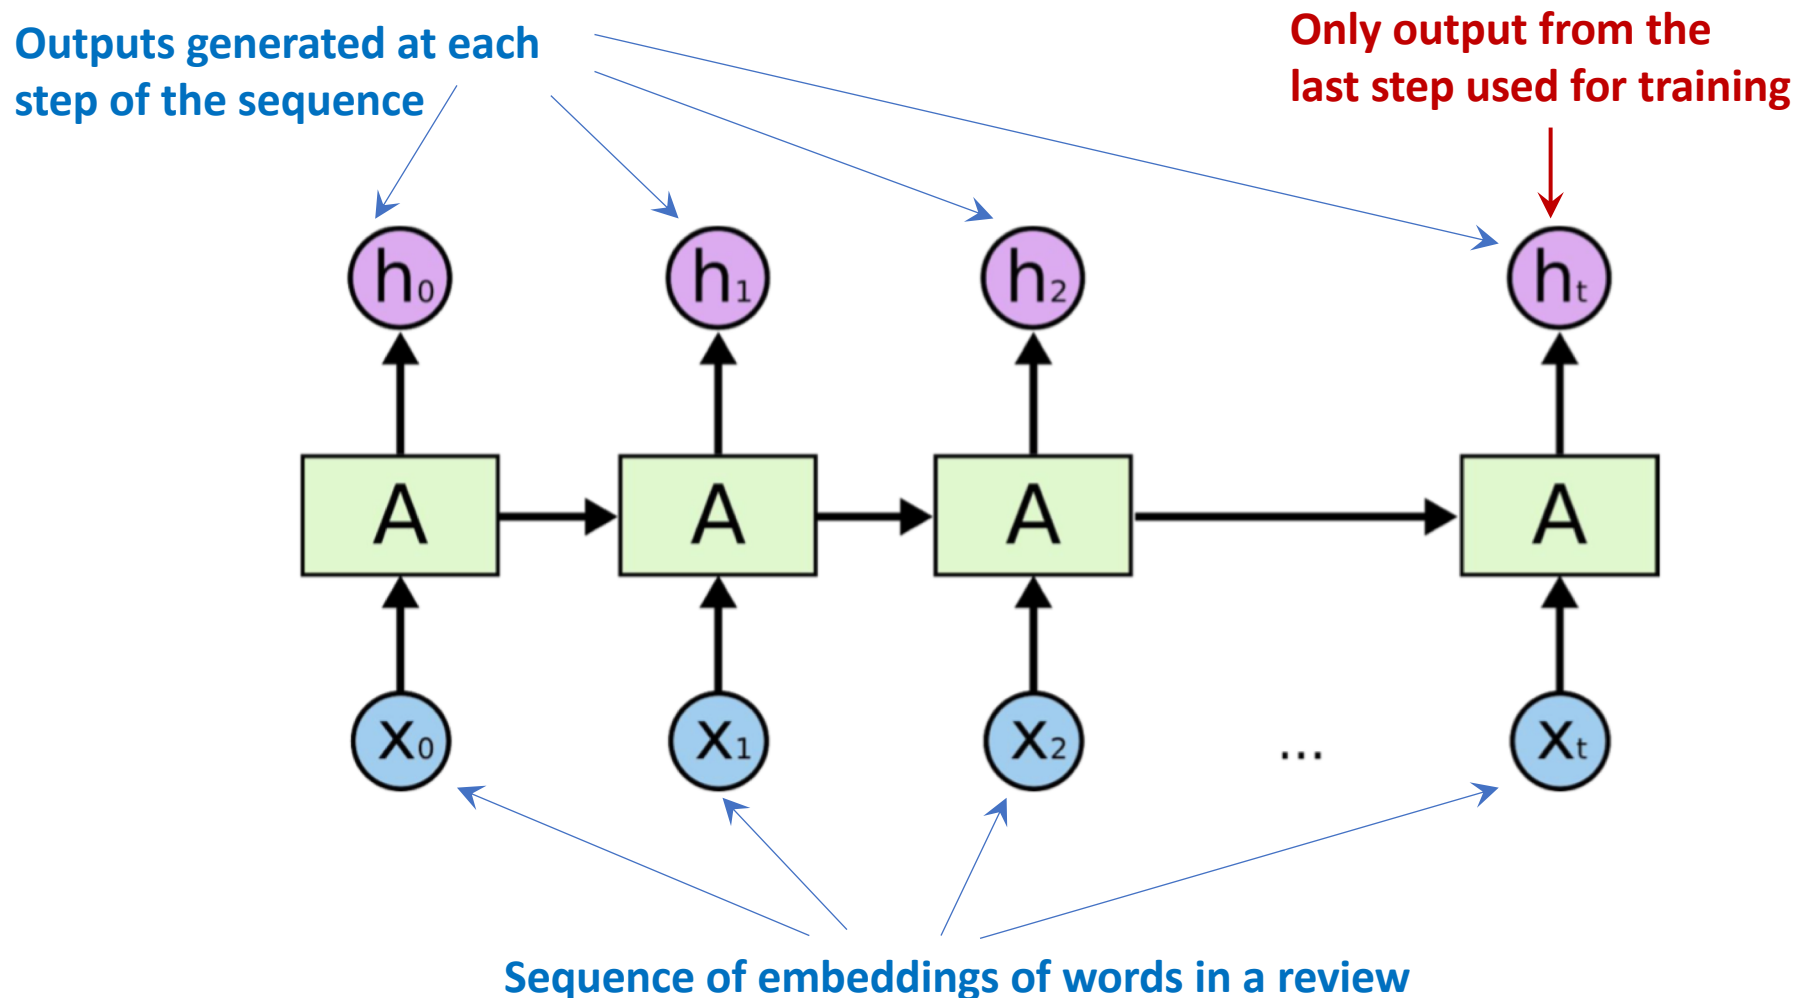 Outputs generated at each
step of the sequence
Only output from the
last step used for training
h0 h1 h2 ht
A A A A
x0 x1 x2 ... xt
Sequence of embeddings of words in a review